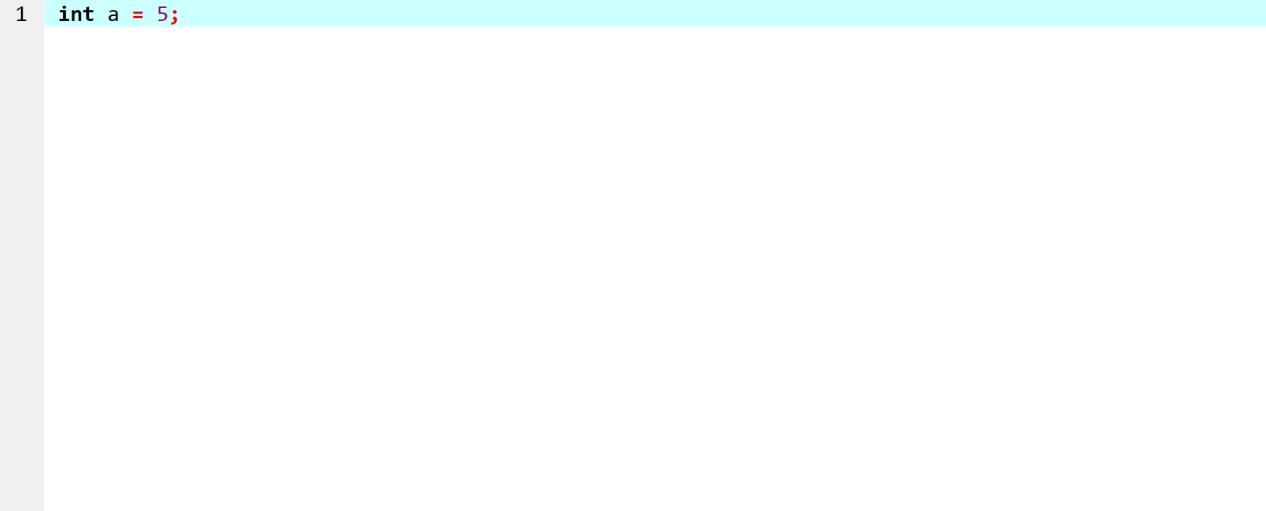 1 int a = 5;